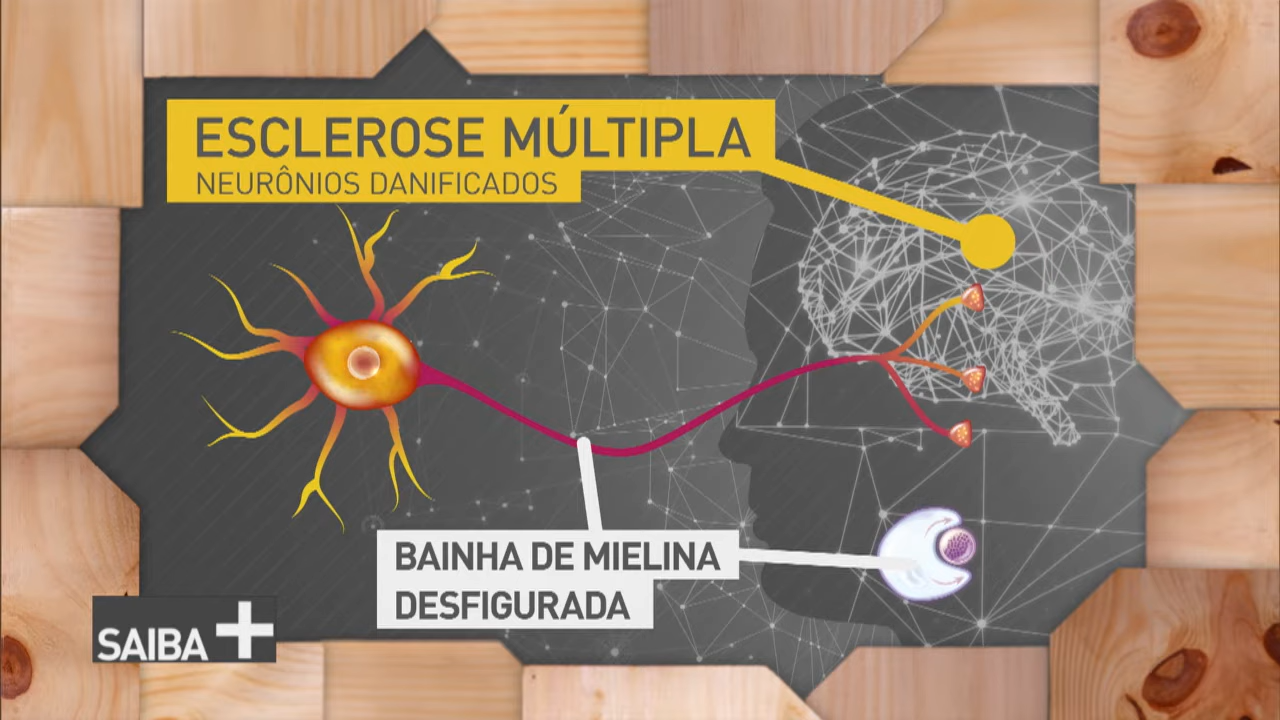 ESCLEROSE MÚLTIPLA
NEURÔNIOS DANIFICADOS
BAINHA DE MIELINA
DESFIGURADA
SAIBA+